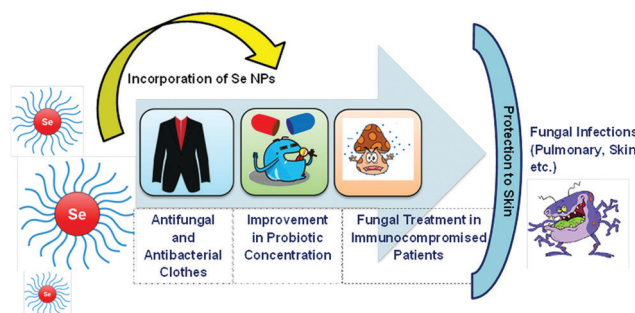 Incorporation of Se NPs
Se
Se
Se
Antifungal
and
Antibacterial
Clothes
Improvement
in Probiotic
Concentration
Fungal Treatment in
Immunocompromised
Patients
Protection to Skin
Fungal Infections
(Pulmonary, Skin
etc.)